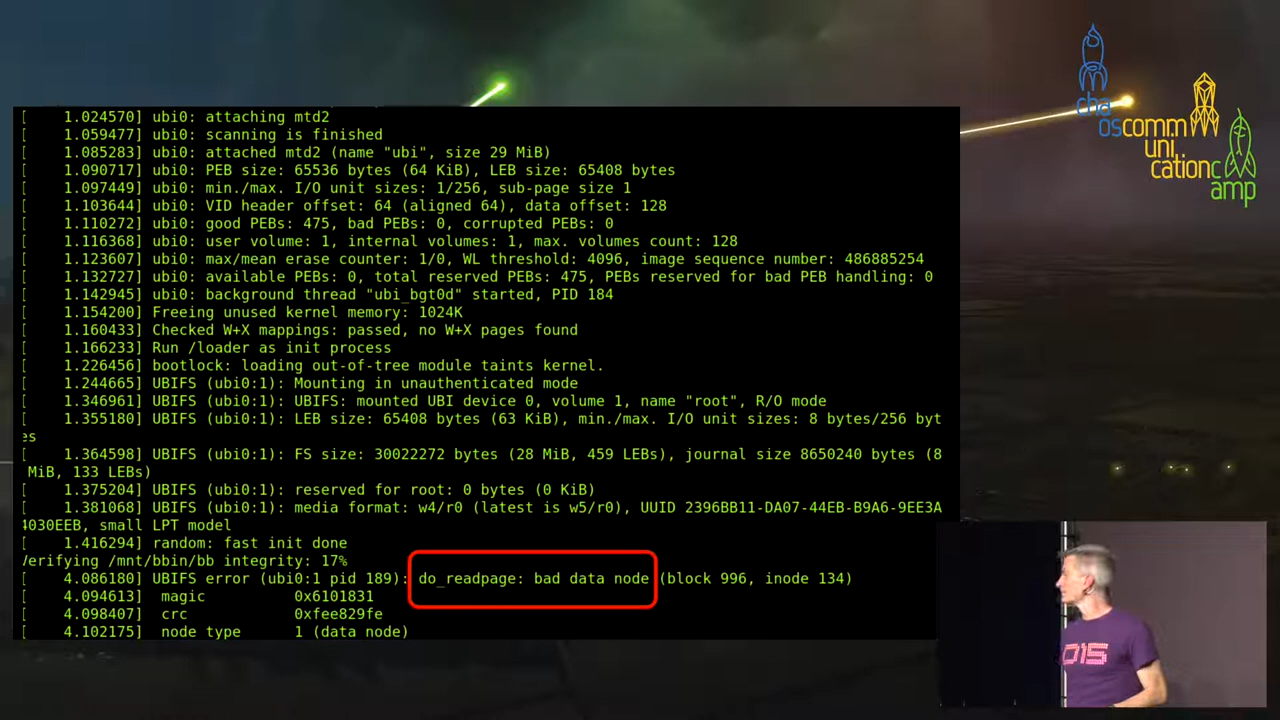 [    1.024570] ubi0: attaching mtd2
[    1.059477] ubi0: scanning is finished
[    1.085283] ubi0: attached mtd2 (name "ubi", size 29 MiB)
[    1.090717] ubi0: PEB size: 65536 bytes (64 KiB), LEB size: 65408 bytes
[    1.097449] ubi0: min./max. I/O unit sizes: 1/256, sub-page size 1
[    1.103644] ubi0: VID header offset: 64 (aligned 64), data offset: 128
[    1.110272] ubi0: good PEBs: 475, bad PEBs: 0, corrupted PEBs: 0
[    1.116368] ubi0: user volume: 1, internal volumes: 1, max. volumes count: 128
[    1.123607] ubi0: max/mean erase counter: 1/0, WL threshold: 4096, image sequence number: 486885254
[    1.132727] ubi0: available PEBs: 0, total reserved PEBs: 475, PEBs reserved for bad PEB handling: 0
[    1.142945] ubi0: background thread "ubi_bgt0d" started, PID 184
[    1.154200] Freeing unused kernel memory: 1024K
[    1.160433] Checked W+X mappings: passed, no W+X pages found
[    1.166233] Run /loader as init process
[    1.226456] bootlock: loading out-of-tree module taints kernel.
[    1.244665] UBIFS (ubi0:1): Mounting in unauthenticated mode
[    1.346961] UBIFS (ubi0:1): UBIFS: mounted UBI device 0, volume 1, name "root", R/O mode
[    1.355180] UBIFS (ubi0:1): LEB size: 65408 bytes (63 KiB), min./max. I/O unit sizes: 8 bytes/256 byt
es
[    1.364598] UBIFS (ubi0:1): FS size: 30022272 bytes (28 MiB, 459 LEBs), journal size 8650240 bytes (8
MiB, 133 LEBs)
[    1.375204] UBIFS (ubi0:1): reserved for root: 0 bytes (0 KiB)
[    1.381068] UBIFS (ubi0:1): media format: w4/r0 (latest is w5/r0), UUID 2396BB11-DA07-44EB-B9A6-9EE3A
4030EEB, small LPT model
[    1.416294] random: fast init done
Verifying /mnt/bbin/bb integrity: 17%
[    4.086180] UBIFS error (ubi0:1 pid 189): do_readpage: bad data node (block 996, inode 134)
[    4.094613]  magic          0x6101831
[    4.098407]  crc            0xfee829fe
[    4.102175]  node type      1 (data node)
cha
oscomm
uni
cationc
amp